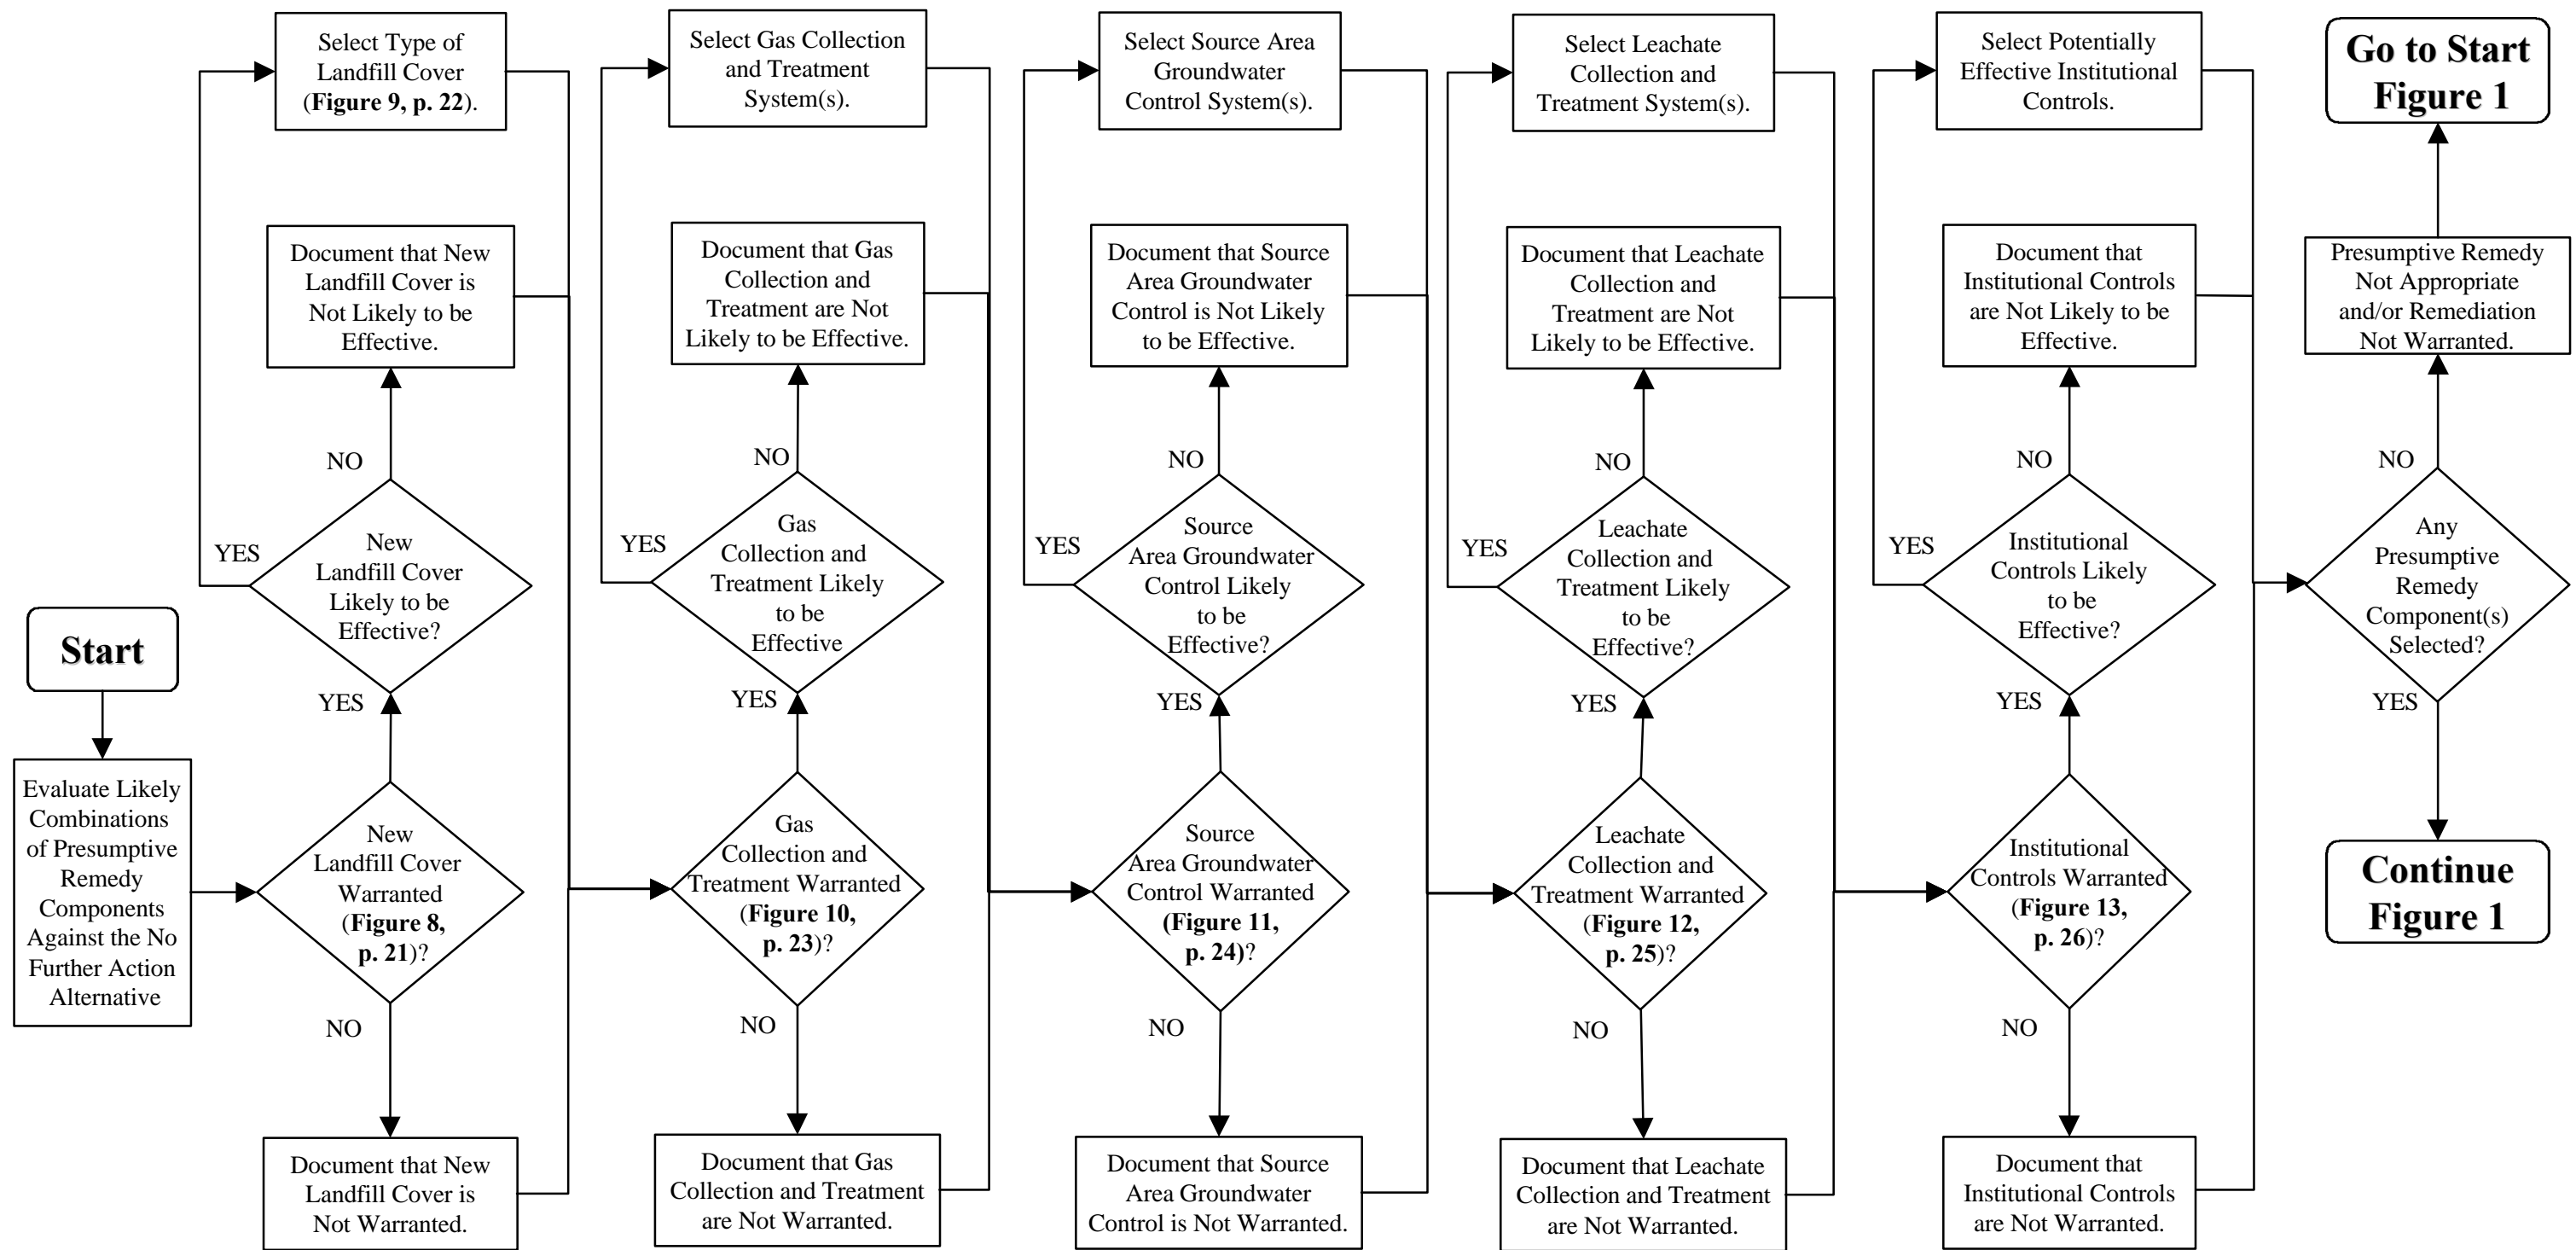 Start
Evaluate Likely
Combinations
of Presumptive
Remedy
Components
Against the No
Further Action
Alternative
Select Type of
Landfill Cover
(Figure 9, p. 22).
Document that New
Landfill Cover is
Not Likely to be
Effective.
NO
YES
New
Landfill Cover
Likely to be
Effective?
YES
New
Landfill Cover
Warranted
(Figure 8,
p. 21)?
NO
Document that New
Landfill Cover is
Not Warranted.
Select Gas Collection
and Treatment
System(s).
Document that Gas
Collection and
Treatment are Not
Likely to be Effective.
NO
YES
Gas
Collection and
Treatment Likely
to be
Effective
YES
Gas
Collection and
Treatment Warranted
(Figure 10,
p. 23)?
NO
Document that Gas
Collection and Treatment
are Not Warranted.
Select Source Area
Groundwater
Control System(s).
Document that Source
Area Groundwater
Control is Not Likely
to be Effective.
NO
YES
Source
Area Groundwater
Control Likely
to be
Effective?
YES
Source
Area Groundwater
Control Warranted
(Figure 11,
p. 24)?
NO
Document that Source
Area Groundwater
Control is Not Warranted.
Select Leachate
Collection and
Treatment System(s).
Document that Leachate
Collection and
Treatment are Not
Likely to be Effective.
NO
YES
Leachate
Collection and
Treatment Likely
to be
Effective?
YES
Leachate
Collection and
Treatment Warranted
(Figure 12,
p. 25)?
NO
Document that Leachate
Collection and Treatment
are Not Warranted.
Select Potentially
Effective Institutional
Controls.
Document that
Institutional Controls
are Not Likely to be
Effective.
NO
YES
Institutional
Controls Likely
to be
Effective?
YES
Institutional
Controls Warranted
(Figure 13,
p. 26)?
NO
Document that
Institutional Controls
are Not Warranted.
Go to Start
Figure 1
Presumptive Remedy
Not Appropriate
and/or Remediation
Not Warranted.
NO
Any
Presumptive
Remedy
Component(s)
Selected?
YES
Continue
Figure 1